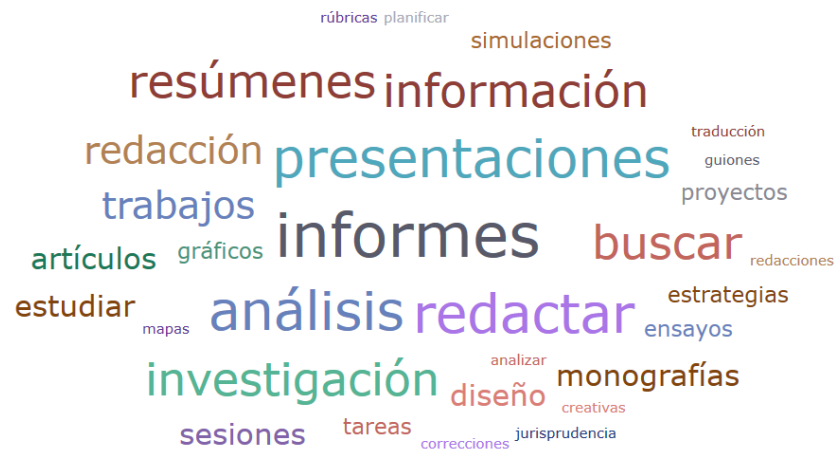 rúbricas planificar
simulaciones
resúmenes información
traducción
redacción presentaciones
guiones
proyectos
trabajos
informes
buscar
artículos gráficos
redacciones
estudiar
análisis redactar
estrategias
mapas
ensayos
analizar
investigación
diseño
monografías
creativas
sesiones
tareas
correcciones
jurisprudencia